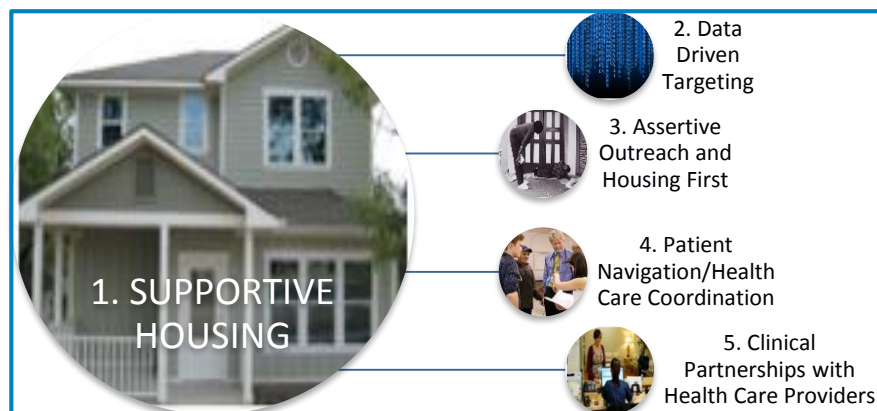 1. SUPPORTIVE
HOUSING
2. Data
Driven
Targeting
3. Assertive
Outreach and
Housing First
4. Patient
Navigation/Health
Care Coordination
5. Clinical
Partnerships with
Health Care Providers